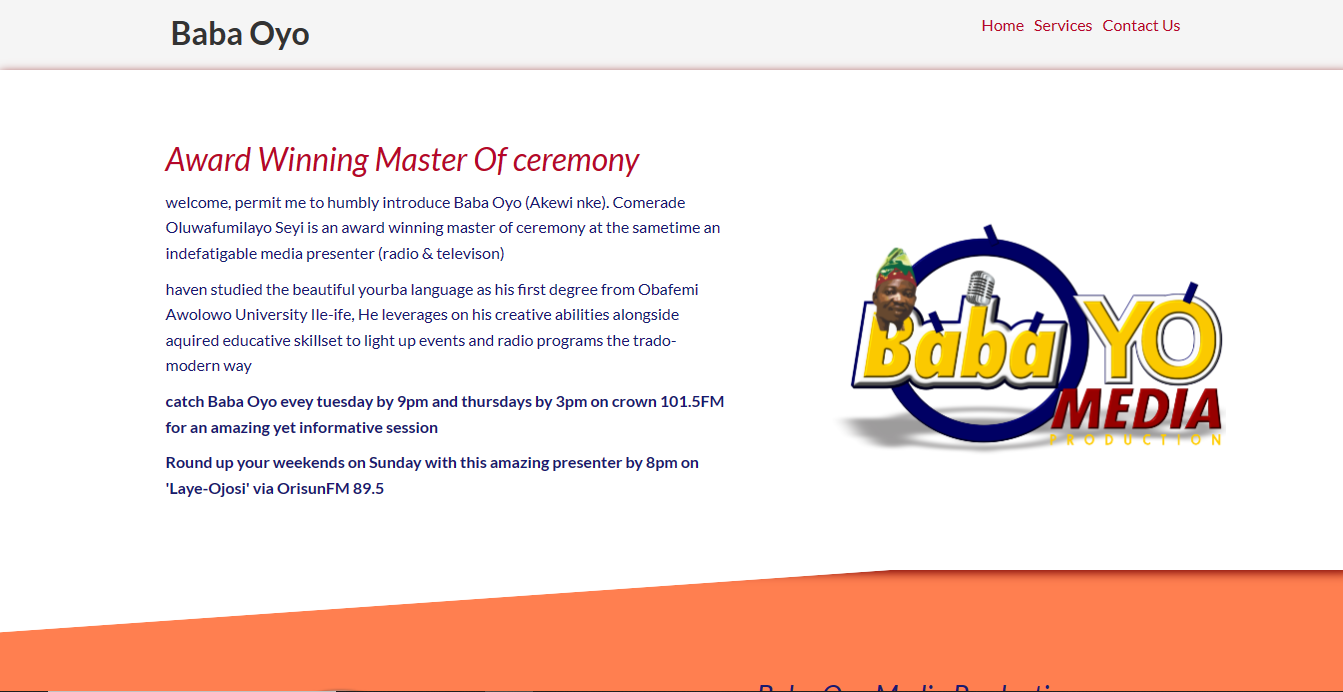 Baba Oyo
Home Services Contact Us
Award Winning Master Of ceremony
welcome, permit me to humbly introduce Baba Oyo (Akewi nke). Comerade
Oluwafumilayo Seyi is an award winning master of ceremony at the sametime an
indefatigable media presenter (radio & televison)
haven studied the beautiful yourba language as his first degree from Obafemi
Awolowo University Ile-ife, He leverages on his creative abilities alongside
aquired educative skillset to light up events and radio programs the trado-
modern way
catch Baba Oyo evey tuesday by 9pm and thursdays by 3pm on crown 101.5FM
for an amazing yet informative session
Round up your weekends on Sunday with this amazing presenter by 8pm on
'Laye-Ojosi' via OrisunFM 89.5
Baba OYO
MEDIA
PRODUCTION